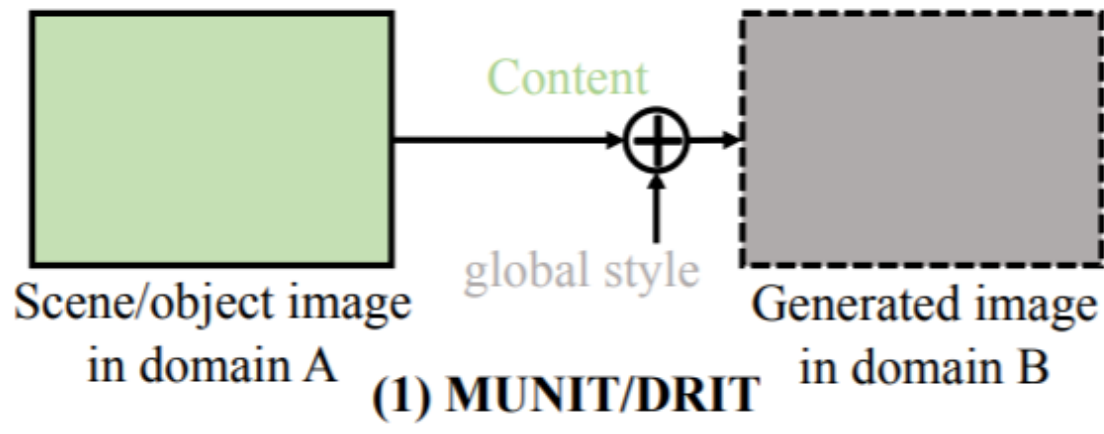 Content
global style
Scene/object image
in domain A
Generated image
in domain B
(1) MUNIT/DRIT